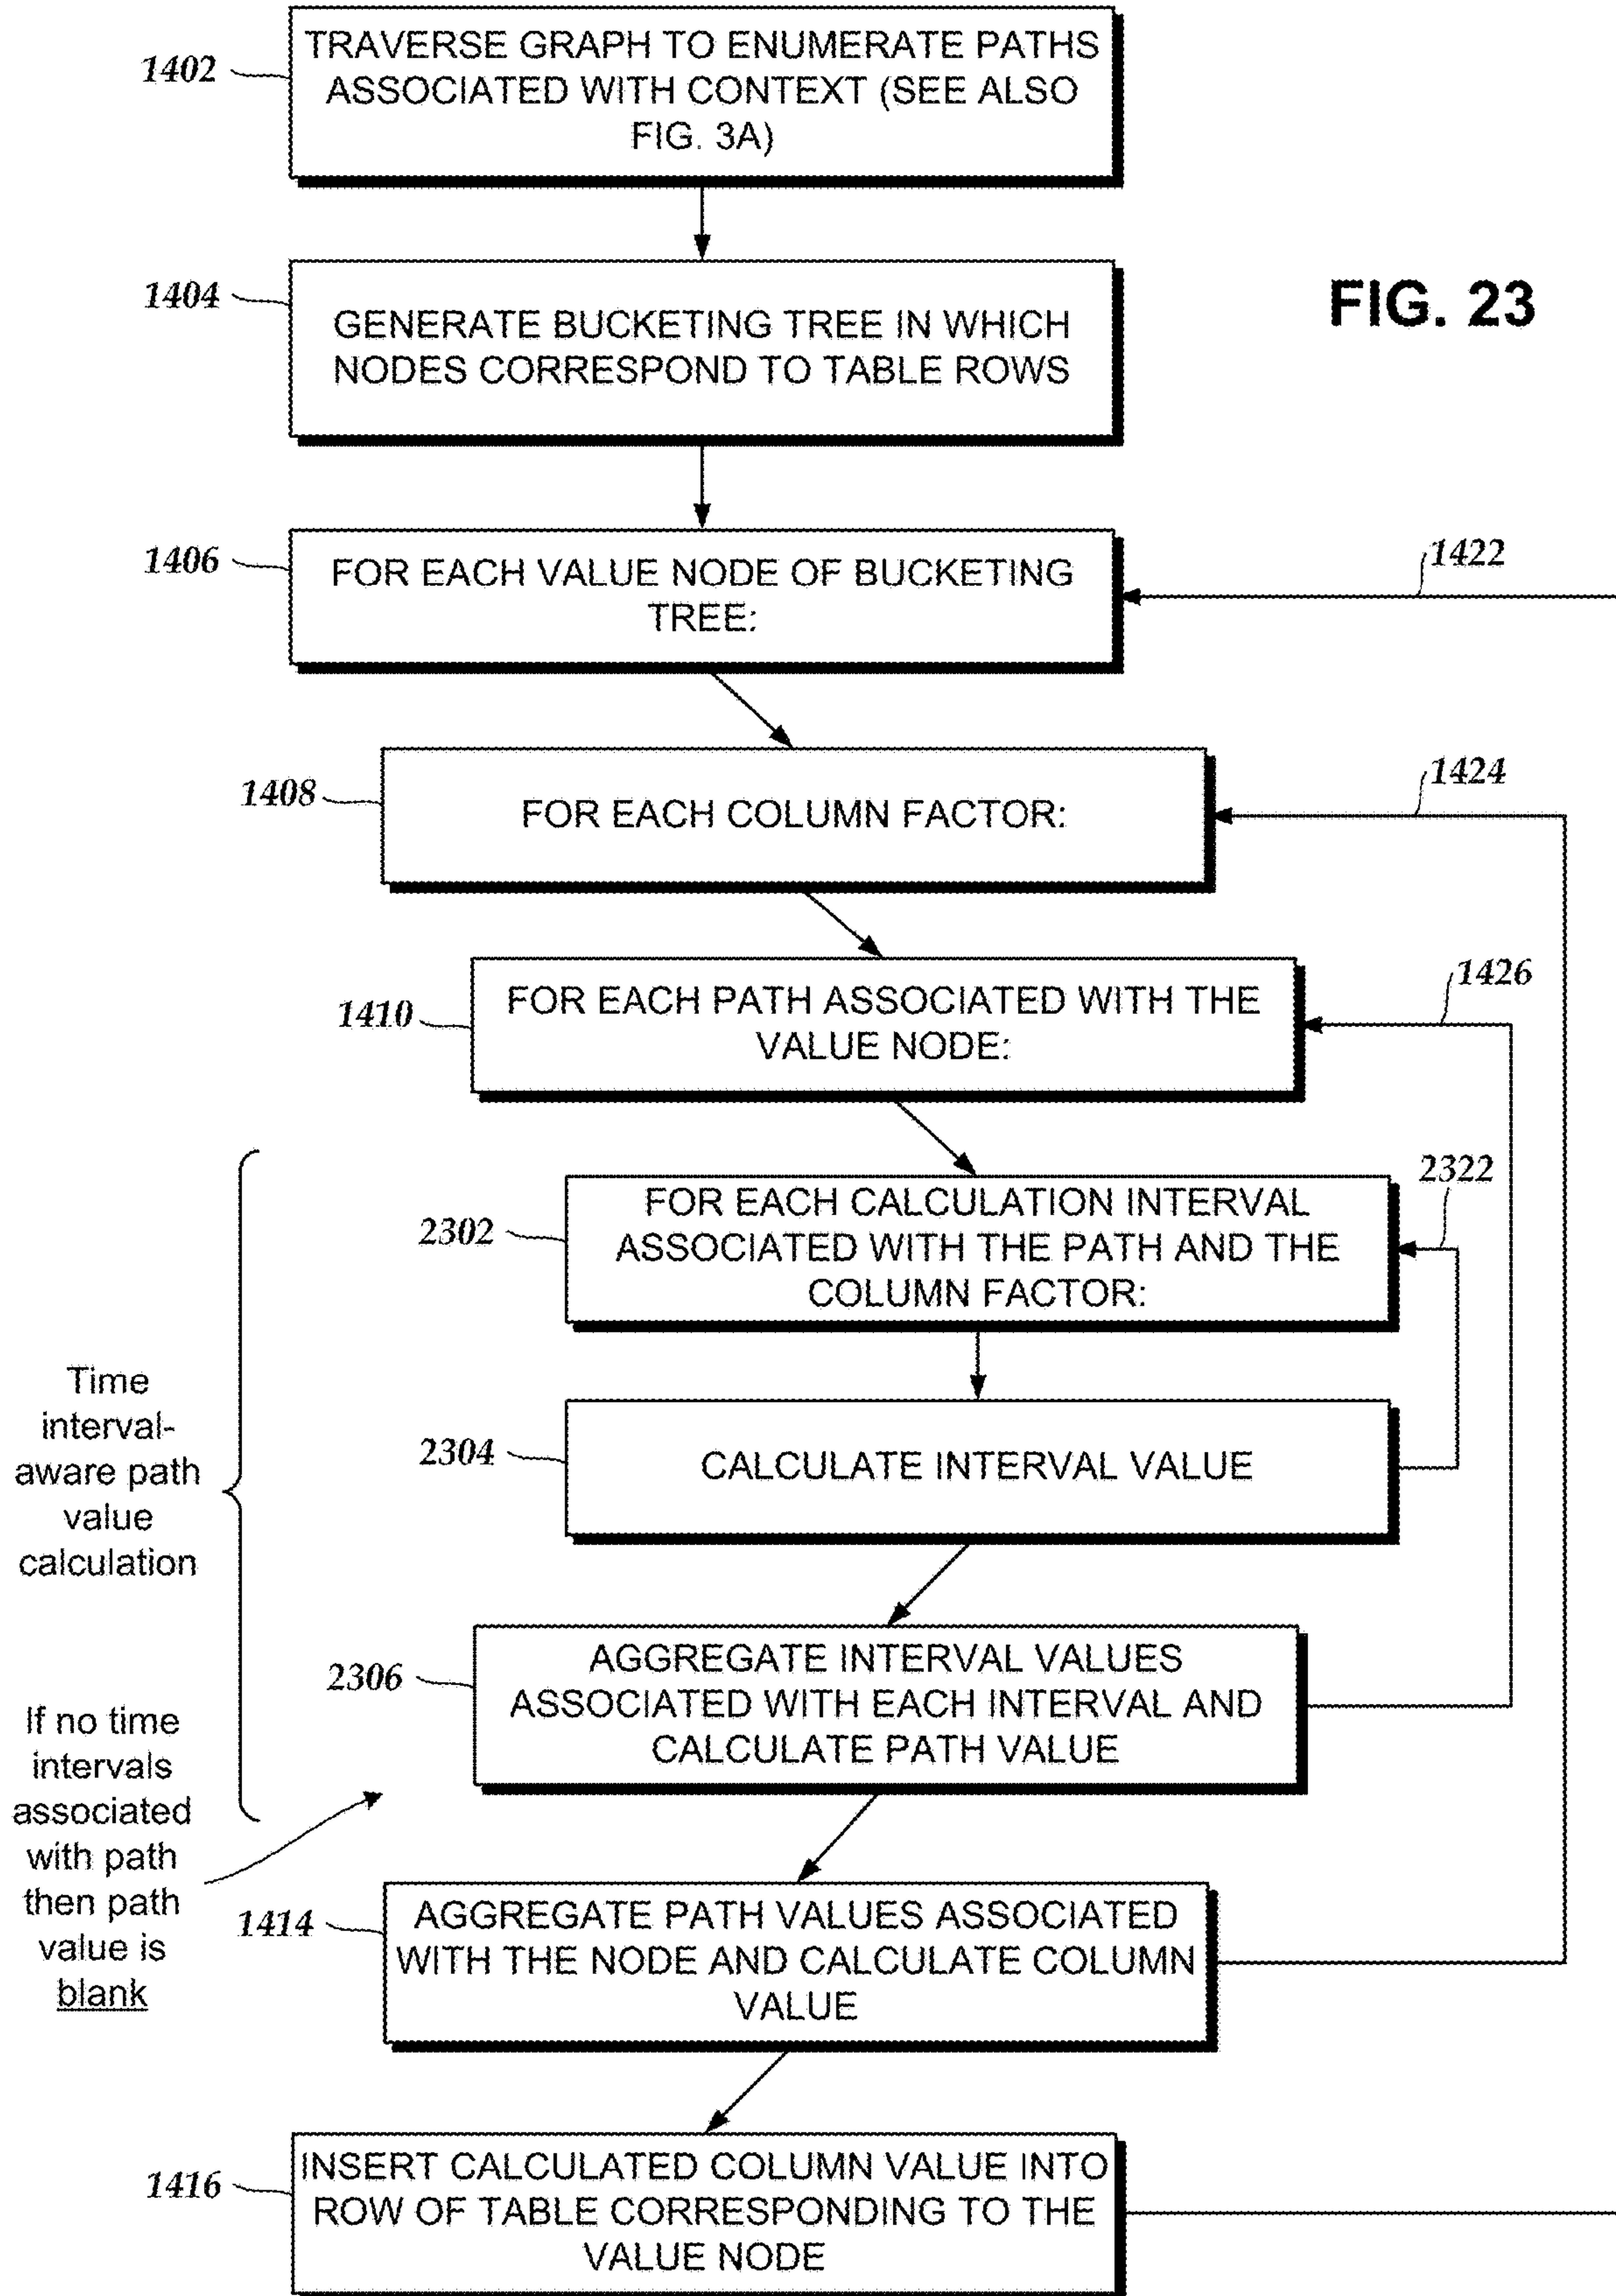 1402
TRAVERSE GRAPH TO ENUMERATE PATHS
ASSOCIATED WITH CONTEXT (SEE ALSO
FIG. 3A)
FIG. 23
1404
GENERATE BUCKETING TREE IN WHICH
NODES CORRESPOND TO TABLE ROWS
1406
FOR EACH VALUE NODE OF BUCKETING
TREE:
1422
1408
FOR EACH COLUMN FACTOR:
1424
1410
FOR EACH PATH ASSOCIATED WITH THE
VALUE NODE:
1426
2302
FOR EACH CALCULATION INTERVAL
ASSOCIATED WITH THE PATH AND THE
COLUMN FACTOR:
2322
Time
interval-
aware path
value
calculation
2304
CALCULATE INTERVAL VALUE
2306
AGGREGATE INTERVAL VALUES
ASSOCIATED WITH EACH INTERVAL AND
CALCULATE PATH VALUE
If no time
intervals
associated
with path
then path
value is
blank
1414
AGGREGATE PATH VALUES ASSOCIATED
WITH THE NODE AND CALCULATE COLUMN
VALUE
1416
INSERT CALCULATED COLUMN VALUE INTO
ROW OF TABLE CORRESPONDING TO THE
VALUE NODE